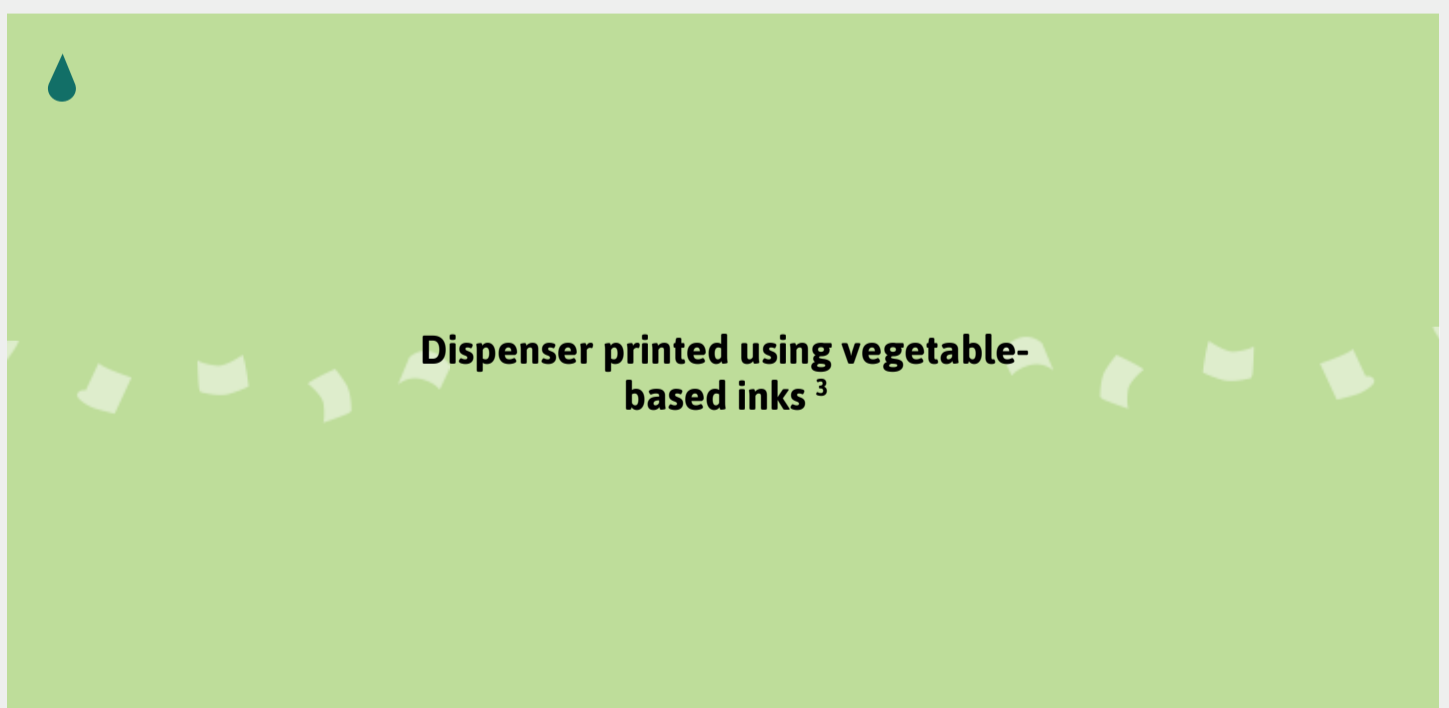 Dispenser printed using vegetable-
based inks ³